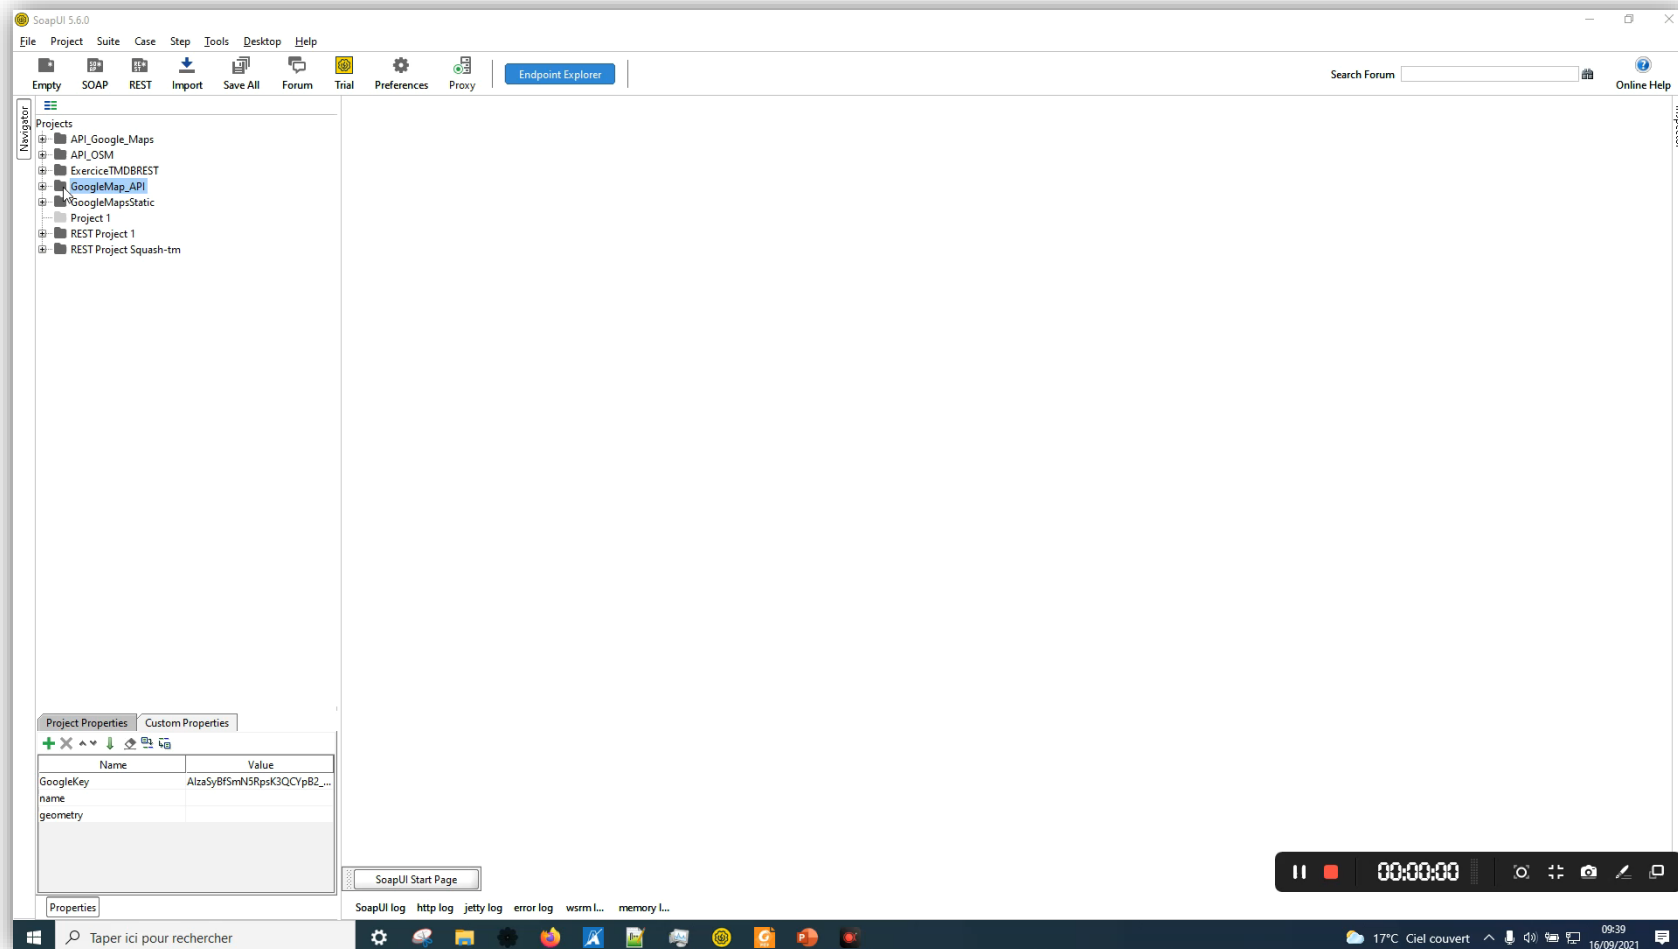 SoapUI 5.6.0
File Project Suite Case Step Tools Desktop Help
Empty SOAP REST Import Save All Forum Trial Preferences Proxy Endpoint Explorer Search Forum Online Help
Navigator
Projects
API_Google_Maps
API_OSM
ExerciceTMDBREST
GoogleMap_API
GoogleMapsStatic
Project 1
REST Project 1
REST Project Squash-tm
Project Properties Custom Properties
Name Value
GoogleKey AIzaSyBfSmN5RpsK3QCYpB2_...
name
geometry
SoapUI Start Page
00:00:00
Properties
SoapUI log http log jetty log error log wsrm l... memory l...
Taper ici pour rechercher
17°C Ciel couvert
09:39
16/09/2021